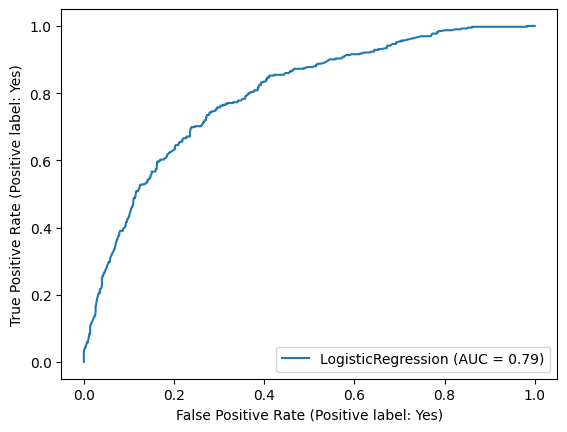 True Positive Rate (Positive label: Yes)
1.0
0.8
0.6
0.4
0.2
0.0
LogisticRegression (AUC = 0.79)
0.0 0.2 0.4 0.6 0.8 1.0
False Positive Rate (Positive label: Yes)